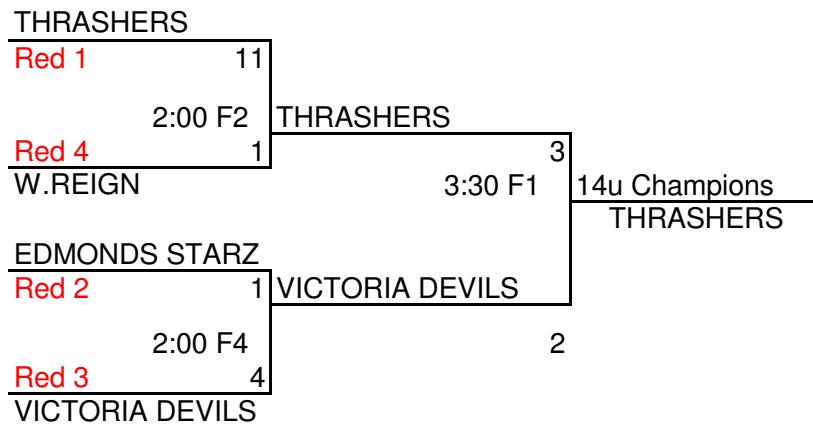 THRASHERS
Red 1 11
2:00 F2 THRASHERS
Red 4 1 3
W.REIGN 3:30 F1 14u Champions
THRASHERS
EDMONDS STARZ
Red 2 1 VICTORIA DEVILS
2:00 F4 2
Red 3 4
VICTORIA DEVILS